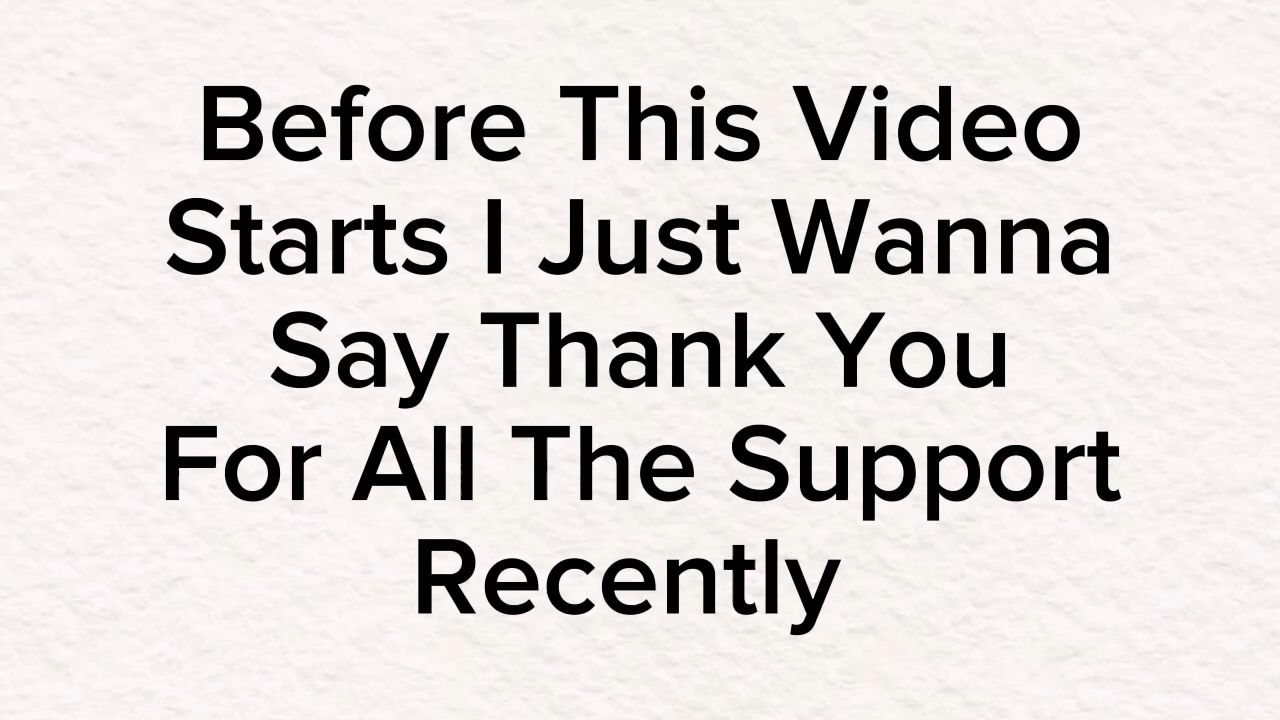 Before This Video
Starts I Just Wanna
Say Thank You
For All The Support
Recently